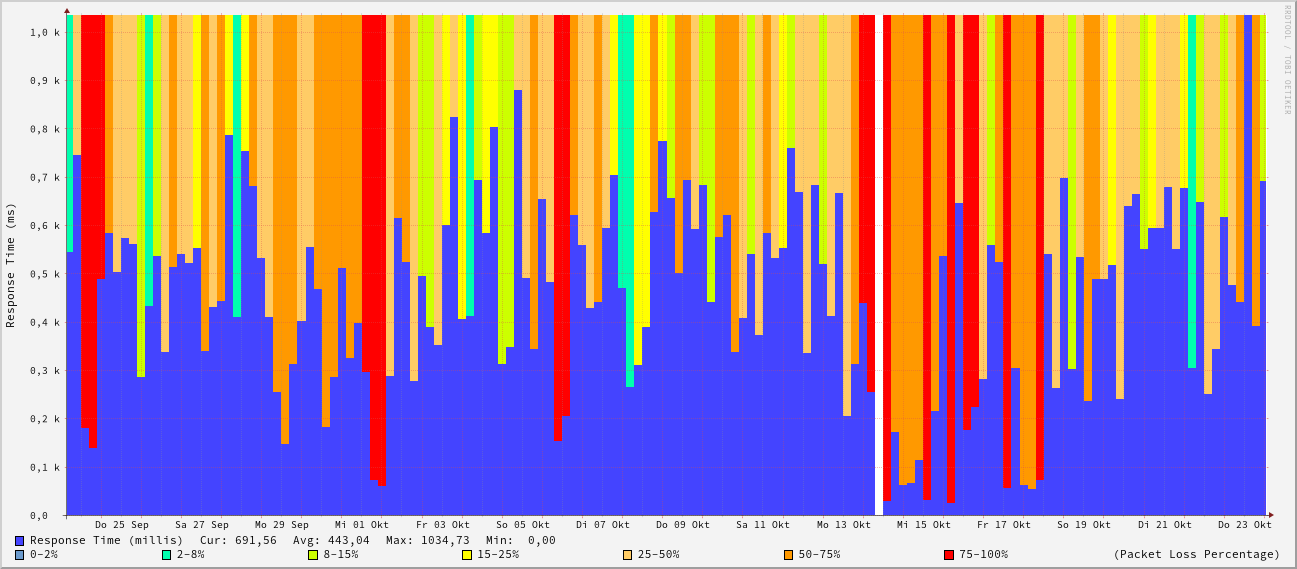 RRDTOOL / TOBI OETIKER
Response Time (ms)
1,0 k
0,9 k
0,8 k
0,7 k
0,6 k
0,5 k
0,4 k
0,3 k
0,2 k
0,1 k
0,0
Do 25 Sep Sa 27 Sep Mo 29 Sep Mi 01 Okt Fr 03 Okt So 05 Okt Di 07 Okt Do 09 Okt Sa 11 Okt Mo 13 Okt Mi 15 Okt Fr 17 Okt So 19 Okt Di 21 Okt Do 23 Okt
Response Time (millis) Cur: 691,56 Avg: 443,04 Max: 1034,73 Min: 0,00
0-2% 2-8% 8-15% 15-25% 25-50% 50-75% 75-100% (Packet Loss Percentage)